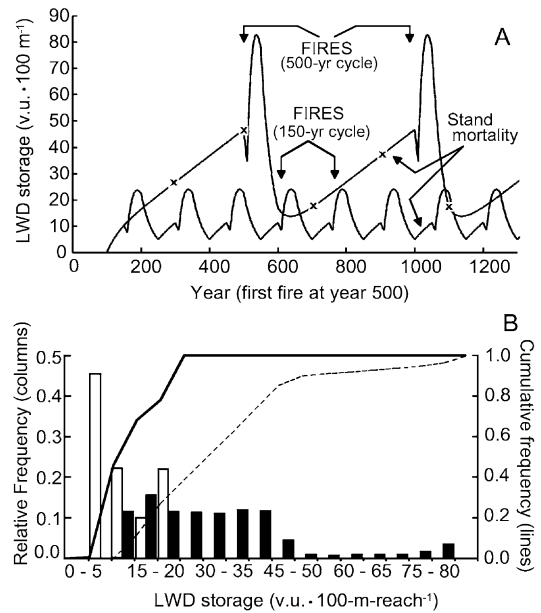 A
LWD storage (v.u. · 100 m⁻¹)
90
80
70
60
50
40
30
20
10
0
FIRES
(500-yr cycle)
FIRES
(150-yr cycle)
Stand
mortality
0 200 400 600 800 1000 1200
Year (first fire at year 500)
B
Relative Frequency (columns)
0.5
0.4
0.3
0.2
0.1
0.0
1.0
0.8
0.6
0.4
0.2
0.0
Cumulative
frequency (lines)
0 - 5 15 - 20 30 - 35 45 - 50 60 - 65 75 - 80
LWD storage (v.u. · 100-m-reach⁻¹)